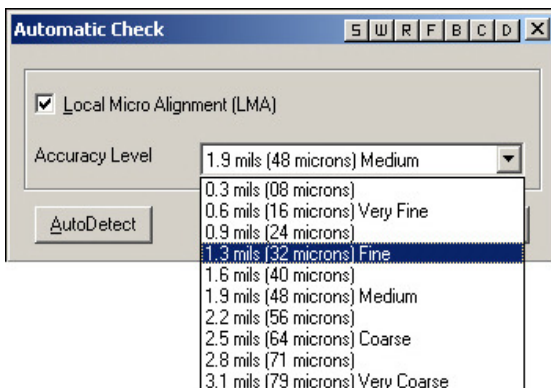 Automatic Check S W R F B C D X
Local Micro Alignment (LMA)
Accuracy Level 1.9 mils (48 microns) Medium
0.3 mils (08 microns)
0.6 mils (16 microns) Very Fine
AutoDetect 0.9 mils (24 microns)
1.3 mils (32 microns) Fine
1.6 mils (40 microns)
1.9 mils (48 microns) Medium
2.2 mils (56 microns)
2.5 mils (64 microns) Coarse
2.8 mils (71 microns)
3.1 mils (79 microns) Very Coarse